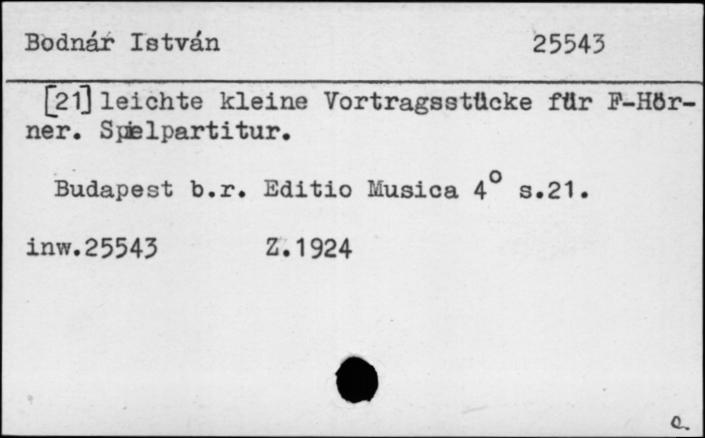 Bodnár István 25543
[21] leichte kleine Vortragsstücke für F-Hör-
ner. Spielpartitur.
Budapest b.r. Editio Musica 4° s.21.
inw.25543 Z.1924